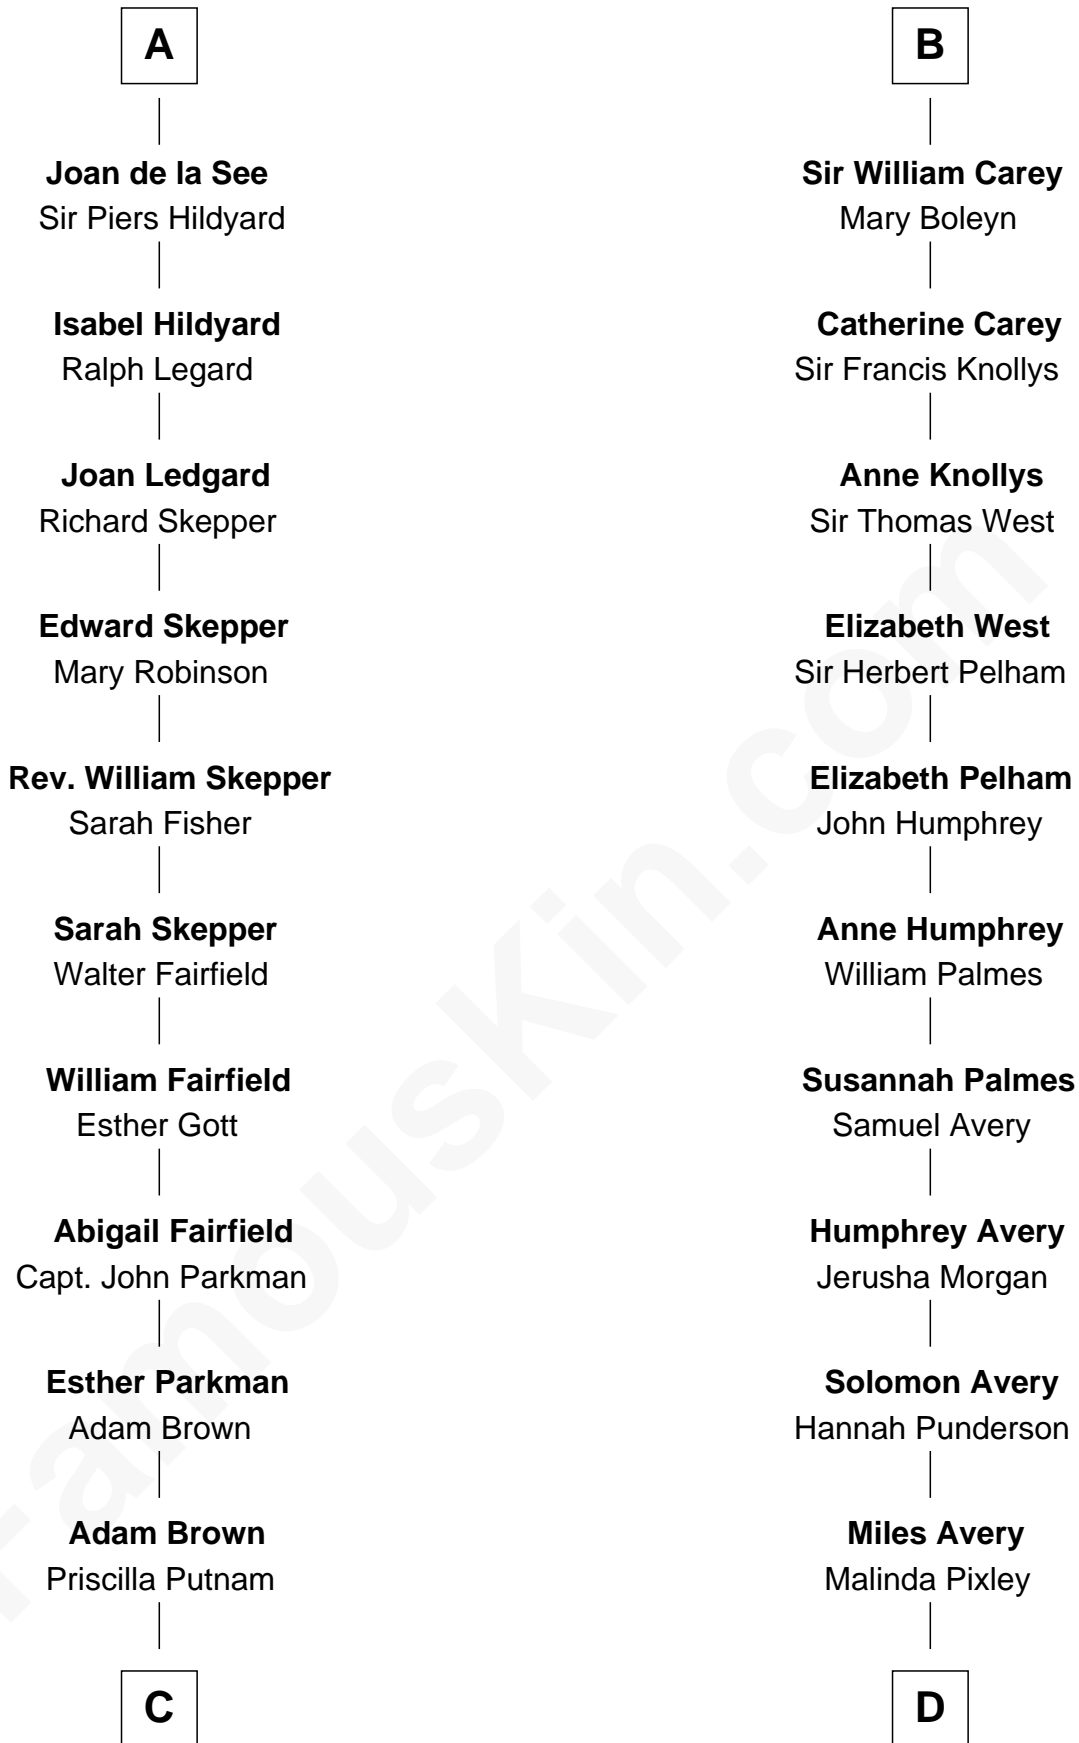 A
Joan de la See
Sir Piers Hildyard
Isabel Hildyard
Ralph Legard
Joan Ledgard
Richard Skepper
Edward Skepper
Mary Robinson
Rev. William Skepper
Sarah Fisher
Sarah Skepper
Walter Fairfield
William Fairfield
Esther Gott
Abigail Fairfield
Capt. John Parkman
Esther Parkman
Adam Brown
Adam Brown
Priscilla Putnam
C
B
Sir William Carey
Mary Boleyn
Catherine Carey
Sir Francis Knollys
Anne Knollys
Sir Thomas West
Elizabeth West
Sir Herbert Pelham
Elizabeth Pelham
John Humphrey
Anne Humphrey
William Palmes
Susannah Palmes
Samuel Avery
Humphrey Avery
Jerusha Morgan
Solomon Avery
Hannah Punderson
Miles Avery
Malinda Pixley
D
FamousKin.com